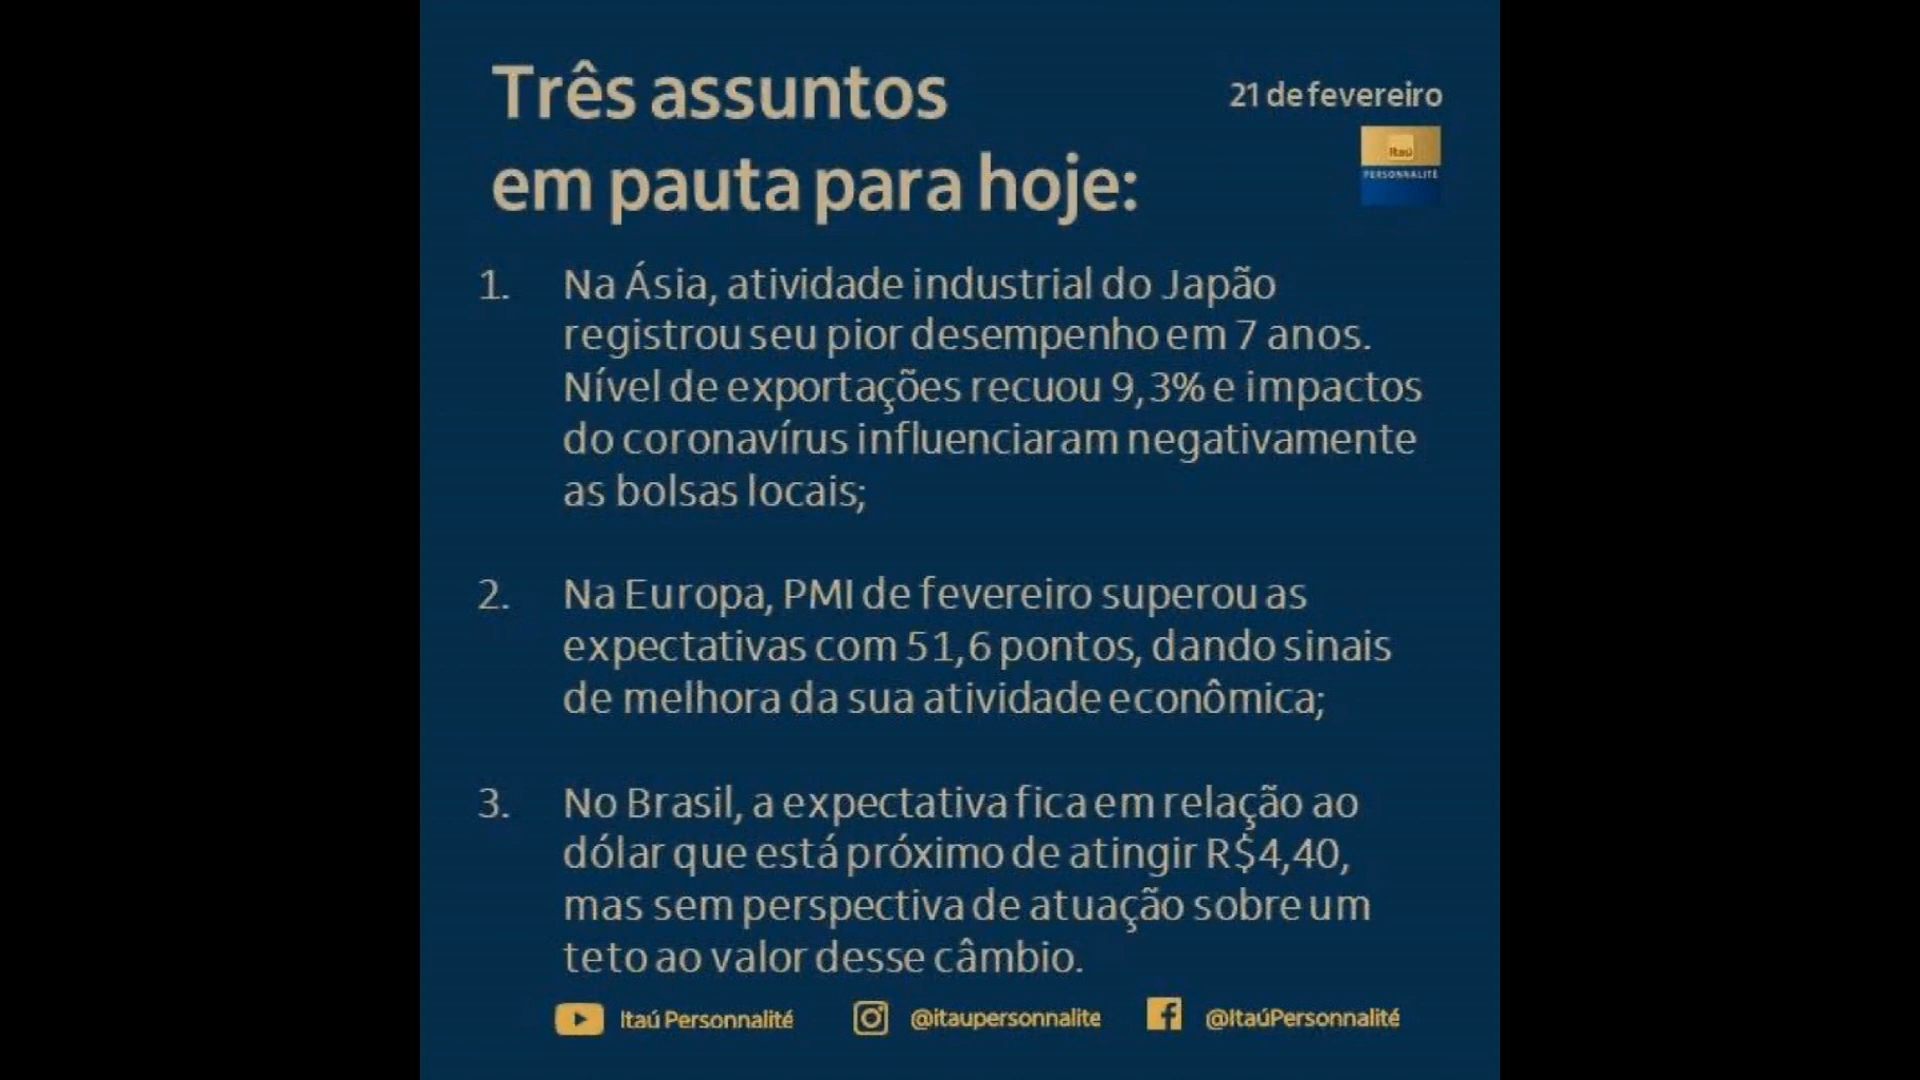 Três assuntos
em pauta para hoje:
21 de fevereiro
Itaú
PERSONNALITÉ
1. Na Ásia, atividade industrial do Japão
registrou seu pior desempenho em 7 anos.
Nível de exportações recuou 9,3% e impactos
do coronavírus influenciaram negativamente
as bolsas locais;
2. Na Europa, PMI de fevereiro superou as
expectativas com 51,6 pontos, dando sinais
de melhora da sua atividade econômica;
3. No Brasil, a expectativa fica em relação ao
dólar que está próximo de atingir R$4,40,
mas sem perspectiva de atuação sobre um
teto ao valor desse câmbio.
Itaú Personnalité @itaupersonnalite @ItaúPersonnalité